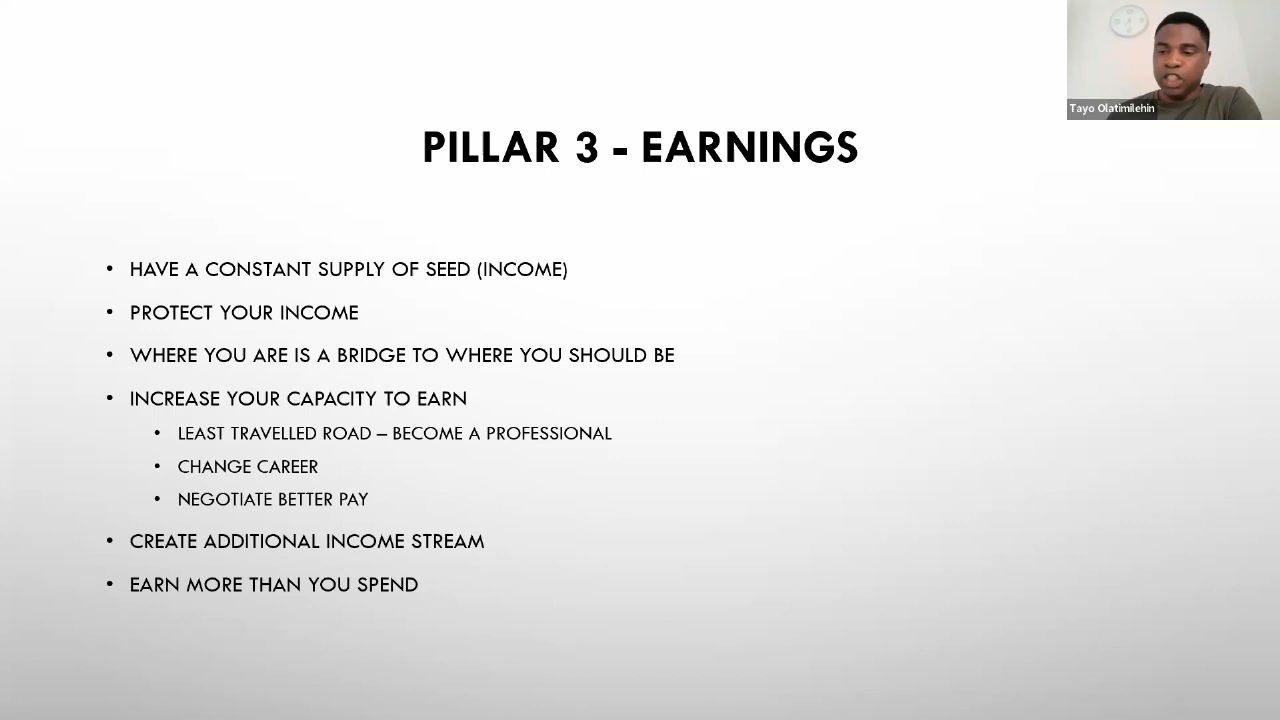 Tayo Olatimilehin
PILLAR 3 - EARNINGS
• HAVE A CONSTANT SUPPLY OF SEED (INCOME)
• PROTECT YOUR INCOME
• WHERE YOU ARE IS A BRIDGE TO WHERE YOU SHOULD BE
• INCREASE YOUR CAPACITY TO EARN
• LEAST TRAVELLED ROAD – BECOME A PROFESSIONAL
• CHANGE CAREER
• NEGOTIATE BETTER PAY
• CREATE ADDITIONAL INCOME STREAM
• EARN MORE THAN YOU SPEND